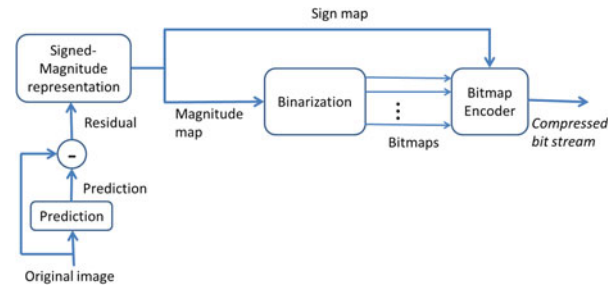 Sign map
Signed-
Magnitude
representation
Magnitude
map
Binarization
Bitmap
Encoder
Compressed
bit stream
Bitmaps
Residual
-
Prediction
Prediction
Original image